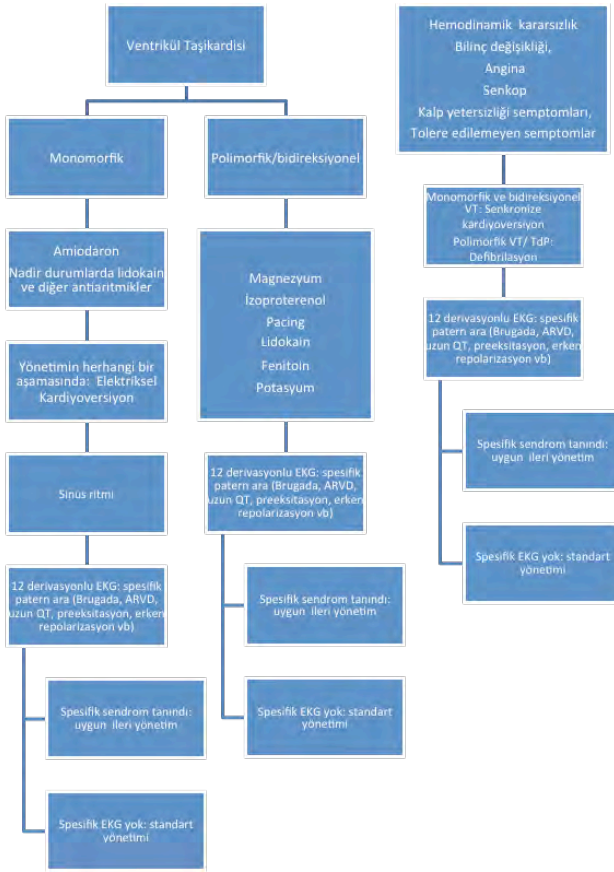 Ventrikül Taşikardisi
Monomorfik
Amiodaron
Nadir durumlarda lidokain
ve diğer antiaritmikler
Yönetimin herhangi bir
aşamasında: Elektriksel
Kardiyoversiyon
Sinüs ritmi
12 derivasyonlu EKG: spesifik
patern ara (Brugada, ARVD,
uzun QT, preeksitasyon, erken
repolarizasyon vb)
Spesifik sendrom tanındı:
uygun ileri yönetim
Spesifik EKG yok: standart
yönetimi
Polimorfik/bidireksiyonel
Magnezyum
İzoproterenol
Pacing
Lidokain
Fenitoin
Potasyum
12 derivasyonlu EKG: spesifik
patern ara (Brugada, ARVD,
uzun QT, preeksitasyon, erken
repolarizasyon vb)
Spesifik sendrom tanındı:
uygun ileri yönetim
Spesifik EKG yok: standart
yönetimi
Hemodinamik kararsızlık
Bilinç değişikliği,
Angina
Senkop
Kalp yetersizliği semptomları,
Tolere edilemeyen semptomlar
Monomorfik ve bidireksiyonel
VT: Senkronize
kardiyoversiyon
Polimorfik VT/ TdP:
Defibrilasyon
12 derivasyonlu EKG: spesifik
patern ara (Brugada, ARVD,
uzun QT, preeksitasyon, erken
repolarizasyon vb)
Spesifik sendrom tanındı:
uygun ileri yönetim
Spesifik EKG yok: standart
yönetimi